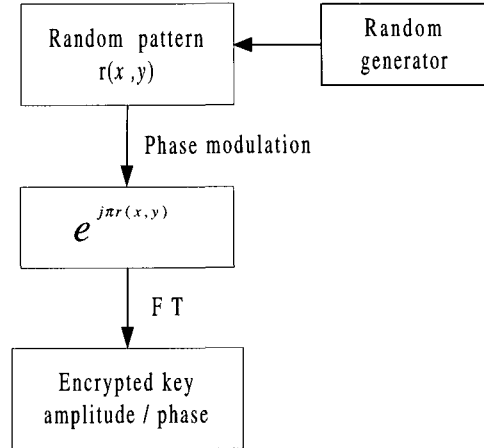 Random pattern
r(x,y)
Random
generator
Phase modulation
e^{jπr(x,y)}
F T
Encrypted key
amplitude / phase